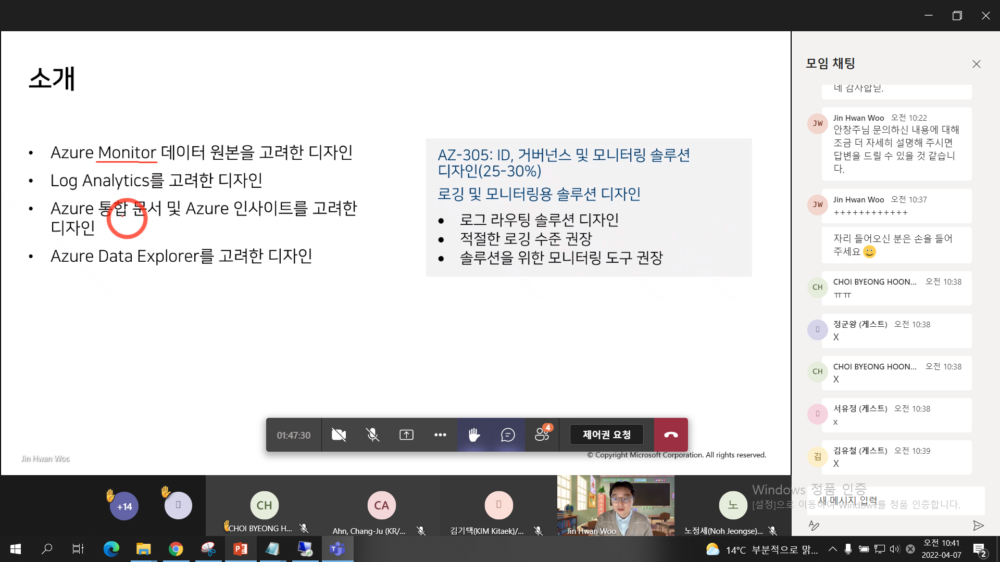 소개
• Azure Monitor 데이터 원본을 고려한 디자인
• Log Analytics를 고려한 디자인
• Azure 통합 문서 및 Azure 인사이트를 고려한
디자인
• Azure Data Explorer를 고려한 디자인
AZ-305: ID, 거버넌스 및 모니터링 솔루션
디자인(25-30%)
로깅 및 모니터링용 솔루션 디자인
• 로그 라우팅 솔루션 디자인
• 적절한 로깅 수준 권장
• 솔루션을 위한 모니터링 도구 권장
01:47:30
4
제어권 요청
Jin Hwan Woo
© Copyright Microsoft Corporation. All rights reserved.
모임 채팅
네 감사합닏.
JW
Jin Hwan Woo 오전 10:22
안창주님 문의하신 내용에 대해
조금 더 자세히 설명해 주시면
답변을 드릴 수 있을 것 같습니
다.
JW
Jin Hwan Woo 오전 10:37
++++++++++++
자리 들어오신 분은 손을 들어
주세요
CH
CHOI BYEONG HOON... 오전 10:38
ㅠㅠ
정군왕 (게스트) 오전 10:38
X
CH
CHOI BYEONG HOON... 오전 10:38
X
서유정 (게스트) 오전 10:38
x
김
김유철 (게스트) 오전 10:39
X
Windows 정품 인증
[설정]으로 이동하여 Windows를 정품 인증합니다.
새 메시지 입력
+14
CH
CHOI BYEONG H...
CA
Ahn, Chang-Ju (KR/...
김기택(KIM Kitaek)/...
Jin Hwan Woo
노
노정세(Noh Jeongse)...
14°C 부분적으로 맑...
오전 10:41
2022-04-07
2